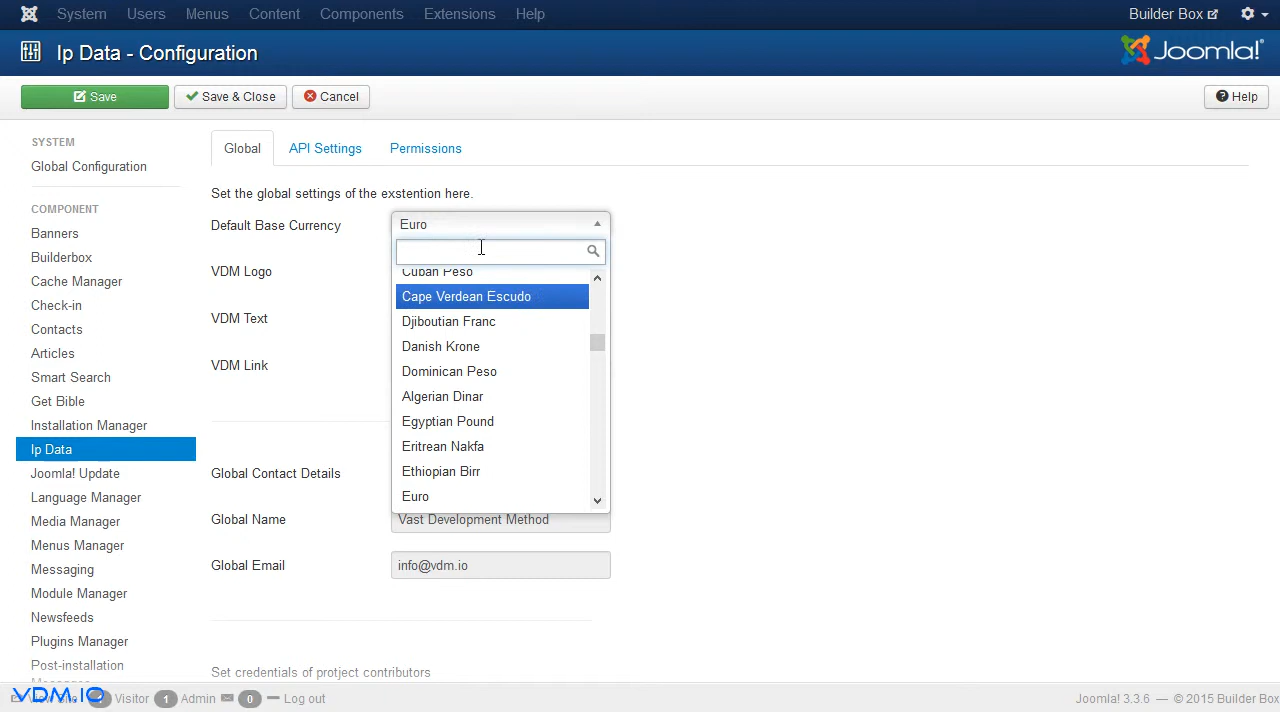 System Users Menus Content Components Extensions Help Builder Box
Ip Data - Configuration Joomla!
Save Save & Close Cancel Help
SYSTEM
Global Configuration
COMPONENT
Banners
Builderbox
Cache Manager
Check-in
Contacts
Articles
Smart Search
Get Bible
Installation Manager
Ip Data
Joomla! Update
Language Manager
Media Manager
Menus Manager
Messaging
Module Manager
Newsfeeds
Plugins Manager
Post-installation
Global API Settings Permissions
Set the global settings of the exstention here.
Default Base Currency Euro
VDM Logo
VDM Text
VDM Link
Cuban Peso
Cape Verdean Escudo
Djiboutian Franc
Danish Krone
Dominican Peso
Algerian Dinar
Egyptian Pound
Eritrean Nakfa
Ethiopian Birr
Euro
Global Contact Details
Global Name Vast Development Method
Global Email info@vdm.io
Set credentials of project contributors
VDM.IO Visitor 1 Admin 0 Log out Joomla! 3.3.6 — © 2015 Builder Box